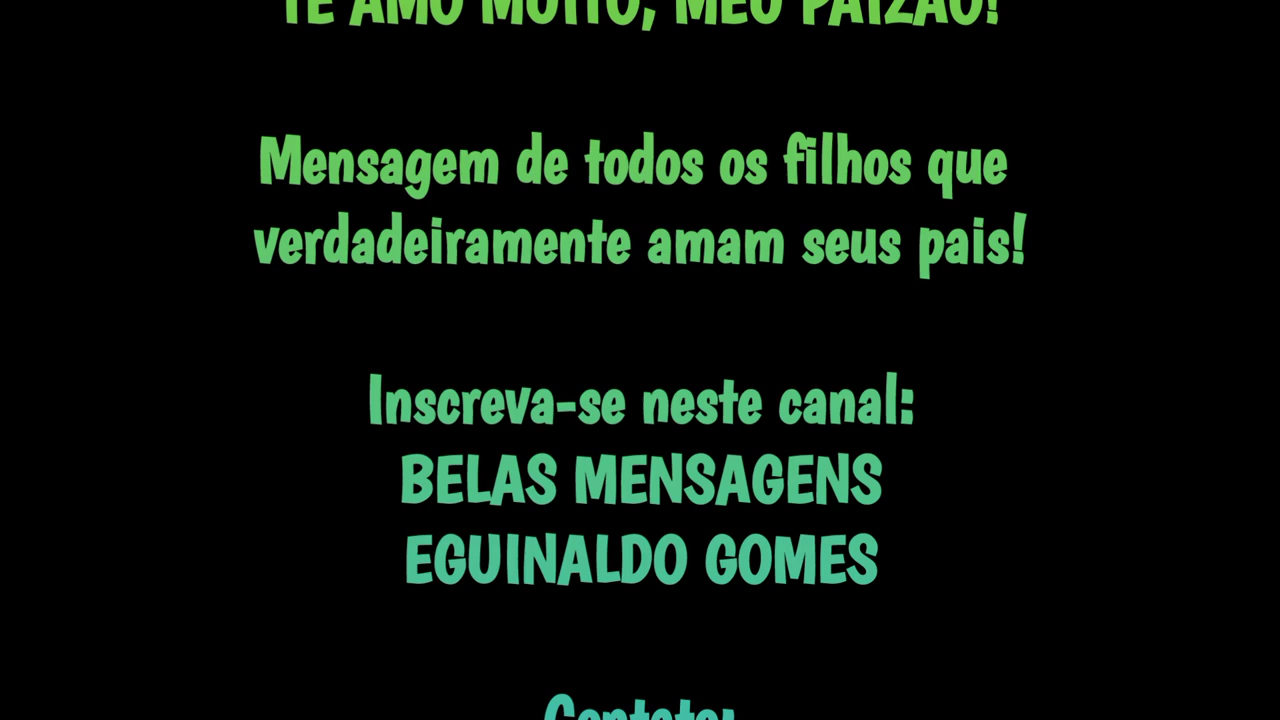 TE AMO MUITO, MEU PAIZÃO!
Mensagem de todos os filhos que
verdadeiramente amam seus pais!
Inscreva-se neste canal:
BELAS MENSAGENS
EGUINALDO GOMES
Contato: